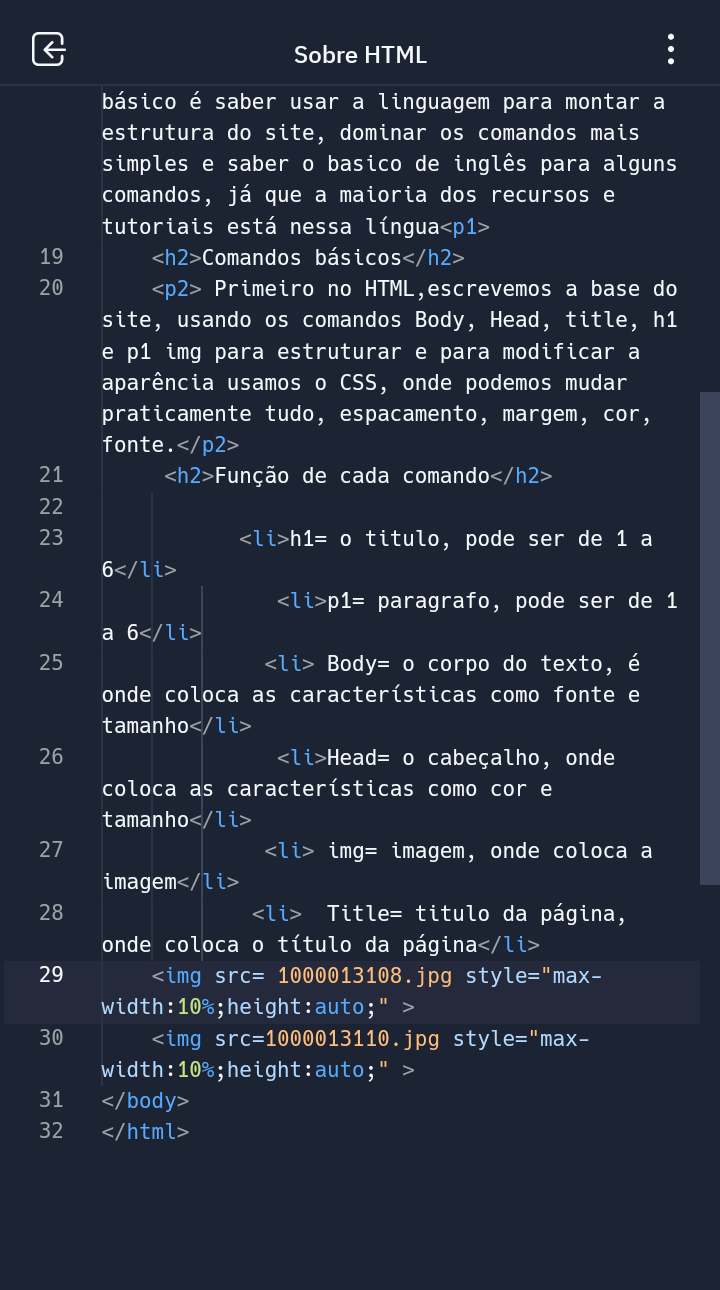 Sobre HTML
básico é saber usar a linguagem para montar a
estrutura do site, dominar os comandos mais
simples e saber o basico de inglês para alguns
comandos, já que a maioria dos recursos e
tutoriais está nessa língua<p1>
19 <h2>Comandos básicos</h2>
20 <p2> Primeiro no HTML,escrevemos a base do
site, usando os comandos Body, Head, title, h1
e p1 img para estruturar e para modificar a
aparência usamos o CSS, onde podemos mudar
praticamente tudo, espacamento, margem, cor,
fonte.</p2>
21 <h2>Função de cada comando</h2>
22
23 <li>h1= o titulo, pode ser de 1 a
6</li>
24 <li>p1= paragrafo, pode ser de 1
a 6</li>
25 <li> Body= o corpo do texto, é
onde coloca as características como fonte e
tamanho</li>
26 <li>Head= o cabeçalho, onde
coloca as características como cor e
tamanho</li>
27 <li> img= imagem, onde coloca a
imagem</li>
28 <li>  Title= titulo da página,
onde coloca o título da página</li>
29 <img src= 1000013108.jpg style="max-
width:10%;height:auto;" >
30 <img src=1000013110.jpg style="max-
width:10%;height:auto;" >
31 </body>
32 </html>